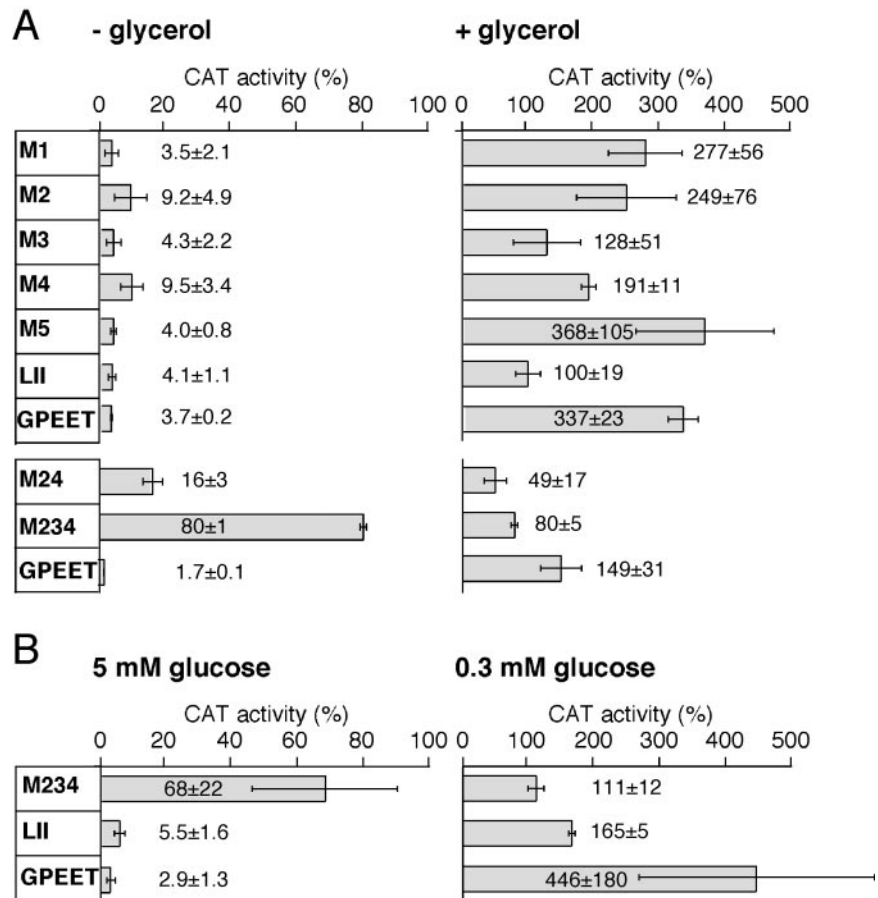 A
- glycerol
+ glycerol
CAT activity (%)
CAT activity (%)
0 20 40 60 80 100
0 100 200 300 400 500
M1 3.5±2.1 277±56
M2 9.2±4.9 249±76
M3 4.3±2.2 128±51
M4 9.5±3.4 191±11
M5 4.0±0.8 368±105
LII 4.1±1.1 100±19
GPEET 3.7±0.2 337±23
M24 16±3 49±17
M234 80±1 80±5
GPEET 1.7±0.1 149±31
B
5 mM glucose
0.3 mM glucose
CAT activity (%)
CAT activity (%)
0 20 40 60 80 100
0 100 200 300 400 500
M234 68±22 111±12
LII 5.5±1.6 165±5
GPEET 2.9±1.3 446±180